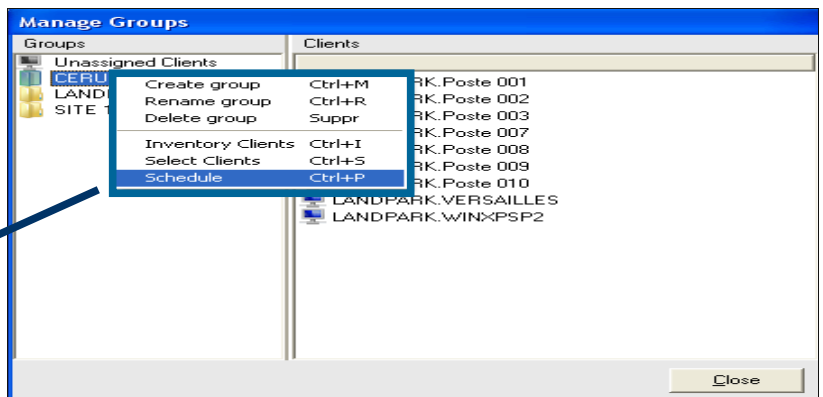 Manage Groups
Groups Clients
Unassigned Clients
CERU
LAND
SITE 1
Create group Ctrl+M
Rename group Ctrl+R
Delete group Suppr
Inventory Clients Ctrl+I
Select Clients Ctrl+S
Schedule Ctrl+P
RK.Poste 001
RK.Poste 002
RK.Poste 003
RK.Poste 007
RK.Poste 008
RK.Poste 009
RK.Poste 010
LANDPARK.VERSAILLES
LANDPARK.WINXPSP2
Close